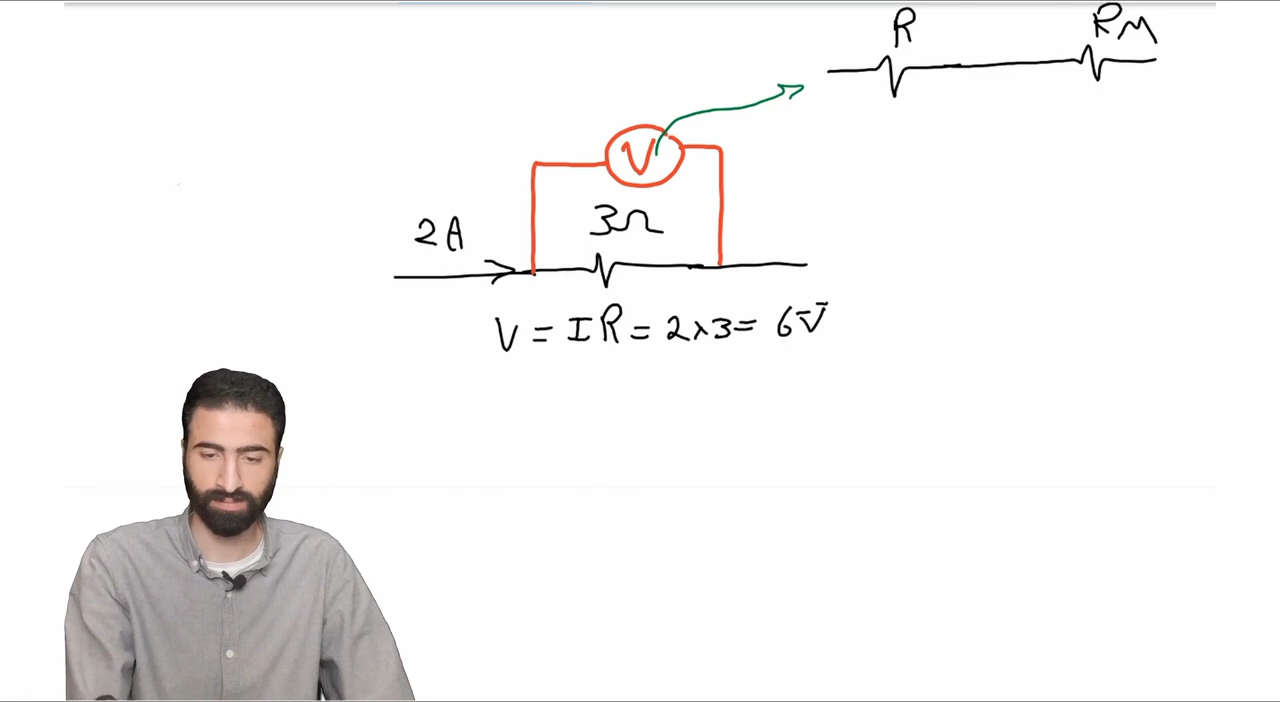 R RM
V
3Ω
2A
V = IR = 2×3 = 6V